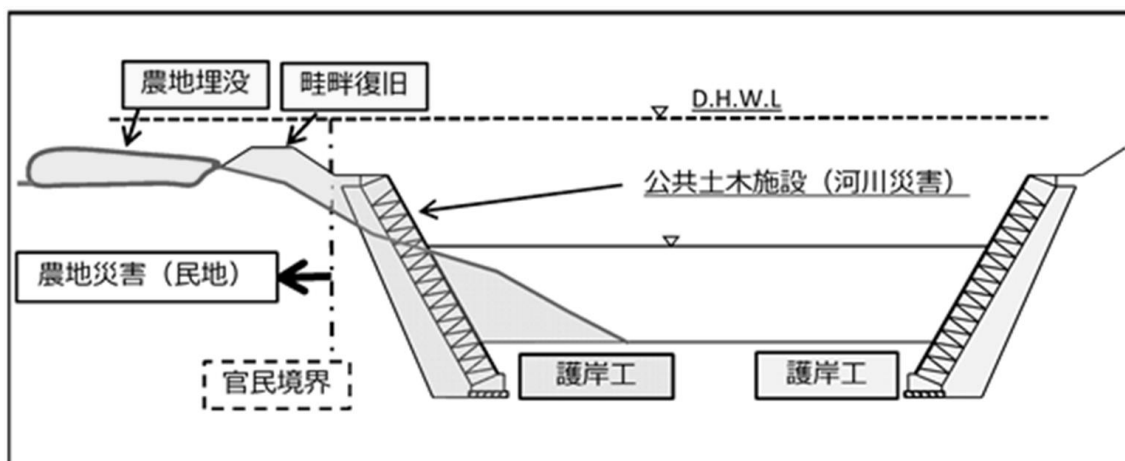 農地埋没
畦畔復旧
D.H.W.L
公共土木施設（河川災害）
農地災害（民地）
官民境界
護岸工
護岸工